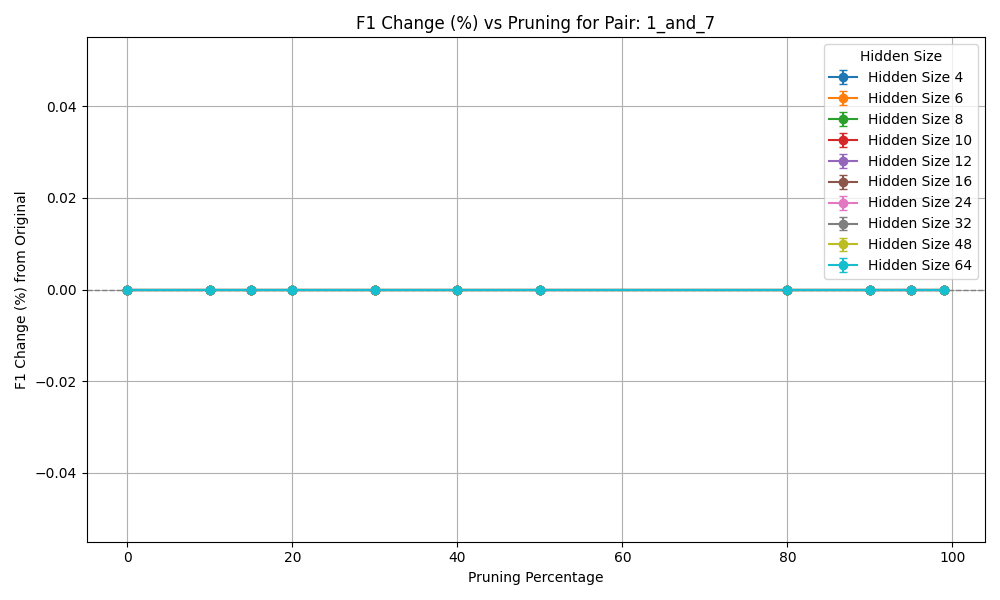 F1 Change (%) vs Pruning for Pair: 1_and_7
Hidden Size
Hidden Size 4
Hidden Size 6
Hidden Size 8
Hidden Size 10
Hidden Size 12
Hidden Size 16
Hidden Size 24
Hidden Size 32
Hidden Size 48
Hidden Size 64
F1 Change (%) from Original
0.04
0.02
0.00
−0.02
−0.04
0 20 40 60 80 100
Pruning Percentage